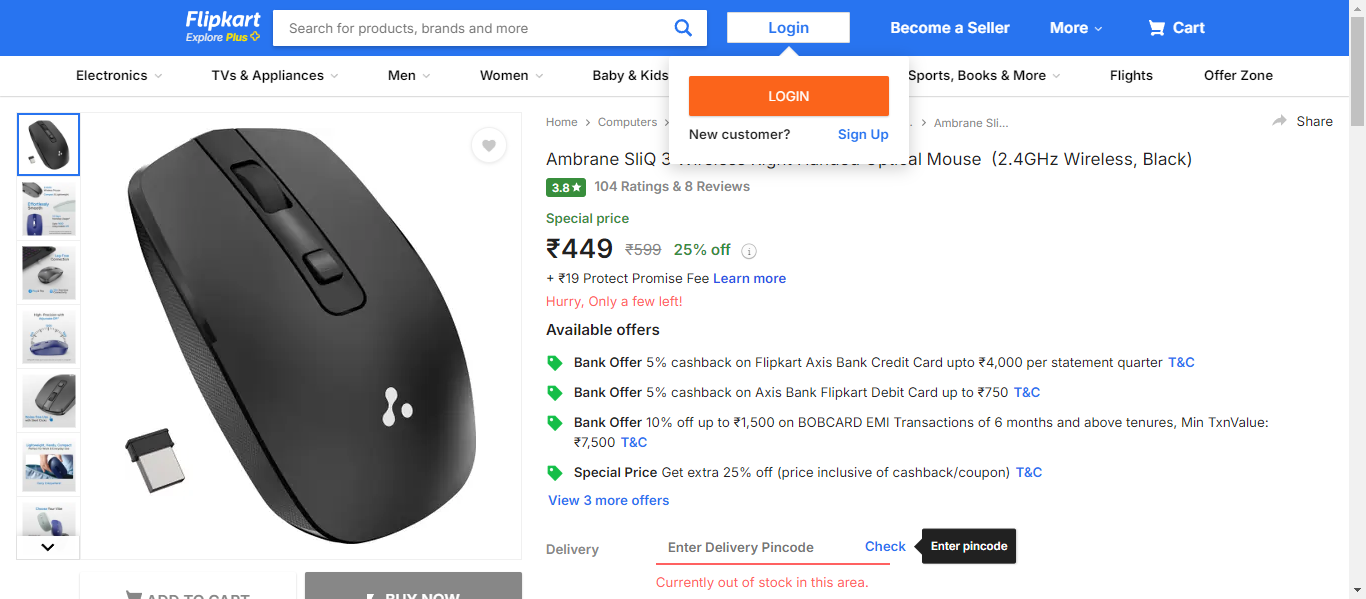 Flipkart
Explore Plus
Search for products, brands and more
Login
Become a Seller
More
Cart
Electronics
TVs & Appliances
Men
Women
Baby & Kids
Sports, Books & More
Flights
Offer Zone
LOGIN
New customer? Sign Up
Home
Computers
Ambrane Sli...
Share
Ambrane SliQ 3 Mouse (2.4GHz Wireless, Black)
3.8★ 104 Ratings & 8 Reviews
Special price
₹449 ₹599 25% off
+ ₹19 Protect Promise Fee Learn more
Hurry, Only a few left!
Available offers
Bank Offer 5% cashback on Flipkart Axis Bank Credit Card upto ₹4,000 per statement quarter T&C
Bank Offer 5% cashback on Axis Bank Flipkart Debit Card up to ₹750 T&C
Bank Offer 10% off up to ₹1,500 on BOBCARD EMI Transactions of 6 months and above tenures, Min TxnValue:
₹7,500 T&C
Special Price Get extra 25% off (price inclusive of cashback/coupon) T&C
View 3 more offers
Delivery
Enter Delivery Pincode
Check
Enter pincode
Currently out of stock in this area.
ADD TO CART
BUY NOW